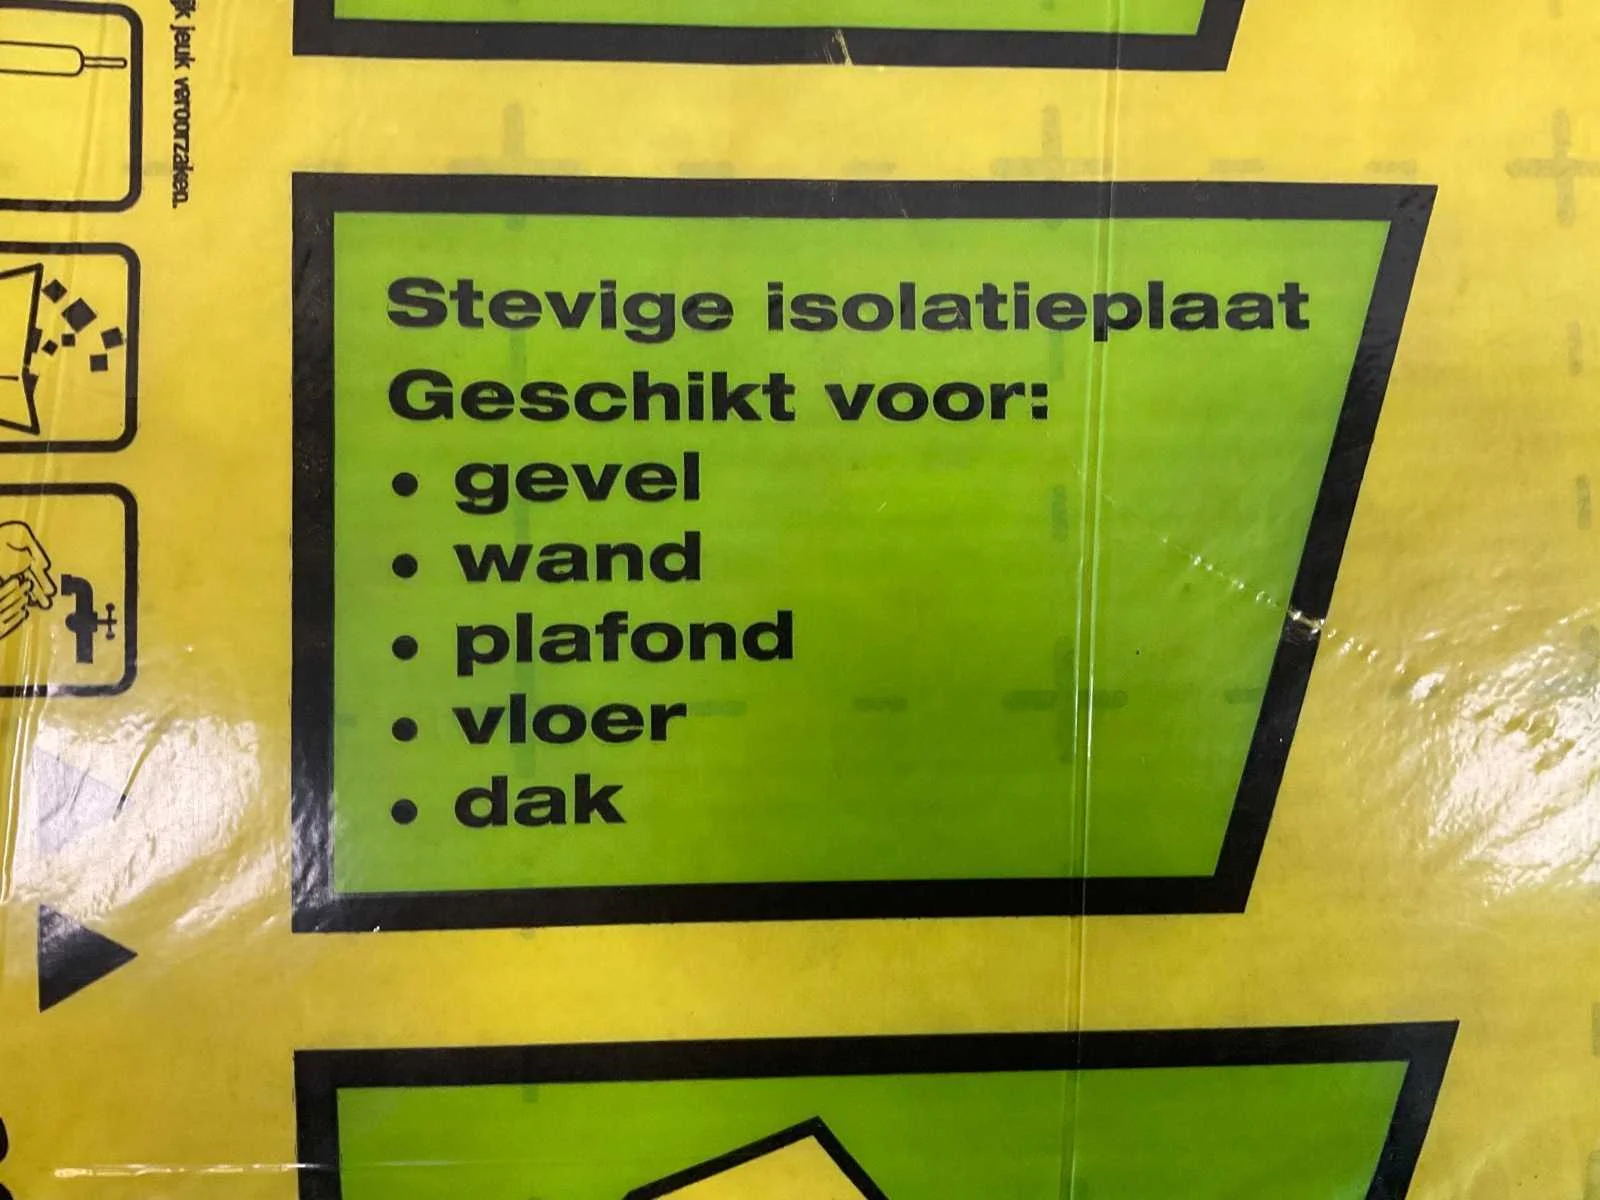 jeuk veroorzaken.
Stevige isolatieplaat
Geschikt voor:
• gevel
• wand
• plafond
• vloer
• dak